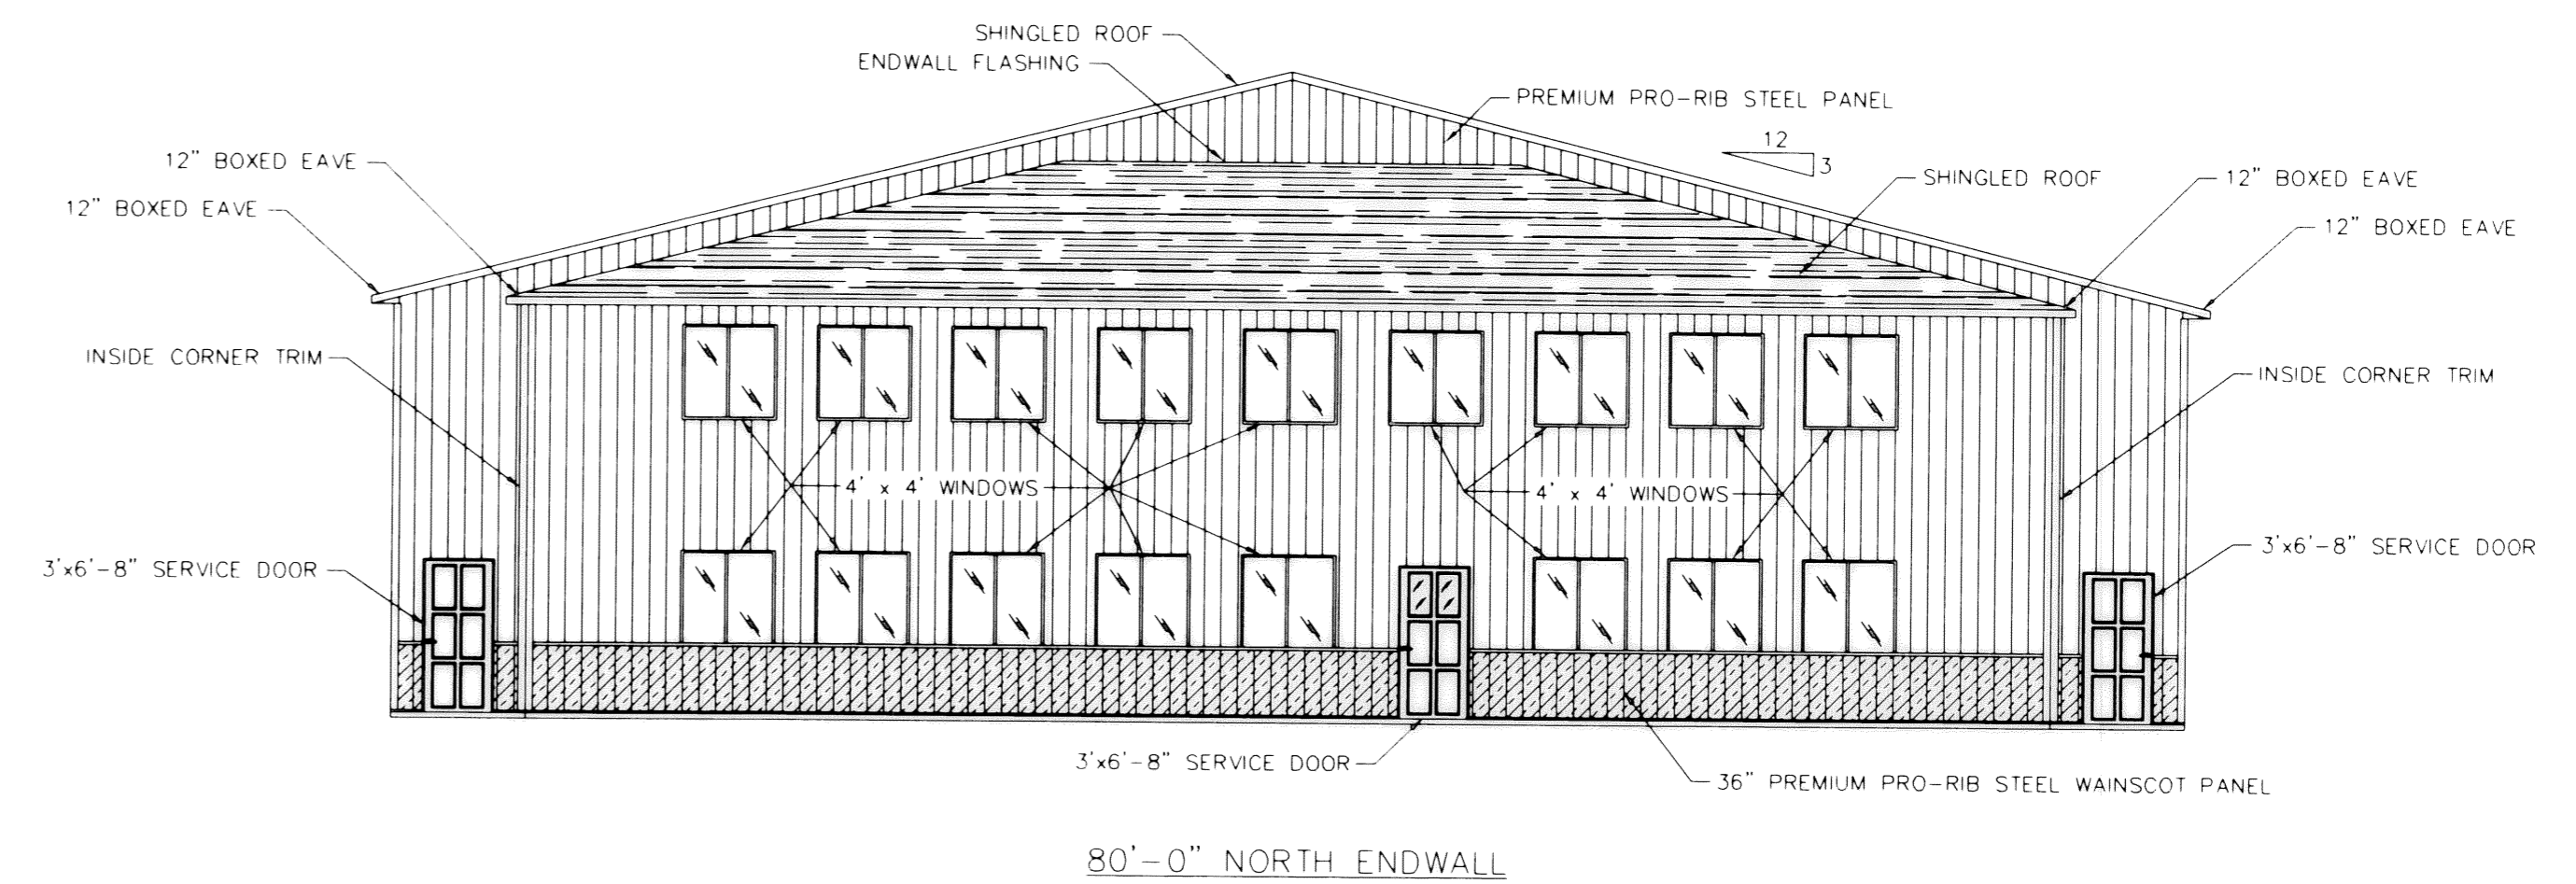 SHINGLED ROOF
ENDWALL FLASHING
PREMIUM PRO-RIB STEEL PANEL
12
3
12" BOXED EAVE
SHINGLED ROOF
12" BOXED EAVE
12" BOXED EAVE
12" BOXED EAVE
INSIDE CORNER TRIM
INSIDE CORNER TRIM
4' x 4' WINDOWS
4' x 4' WINDOWS
3'x6'-8" SERVICE DOOR
3'x6'-8" SERVICE DOOR
3'x6'-8" SERVICE DOOR
36" PREMIUM PRO-RIB STEEL WAINSCOT PANEL
80'-0" NORTH ENDWALL